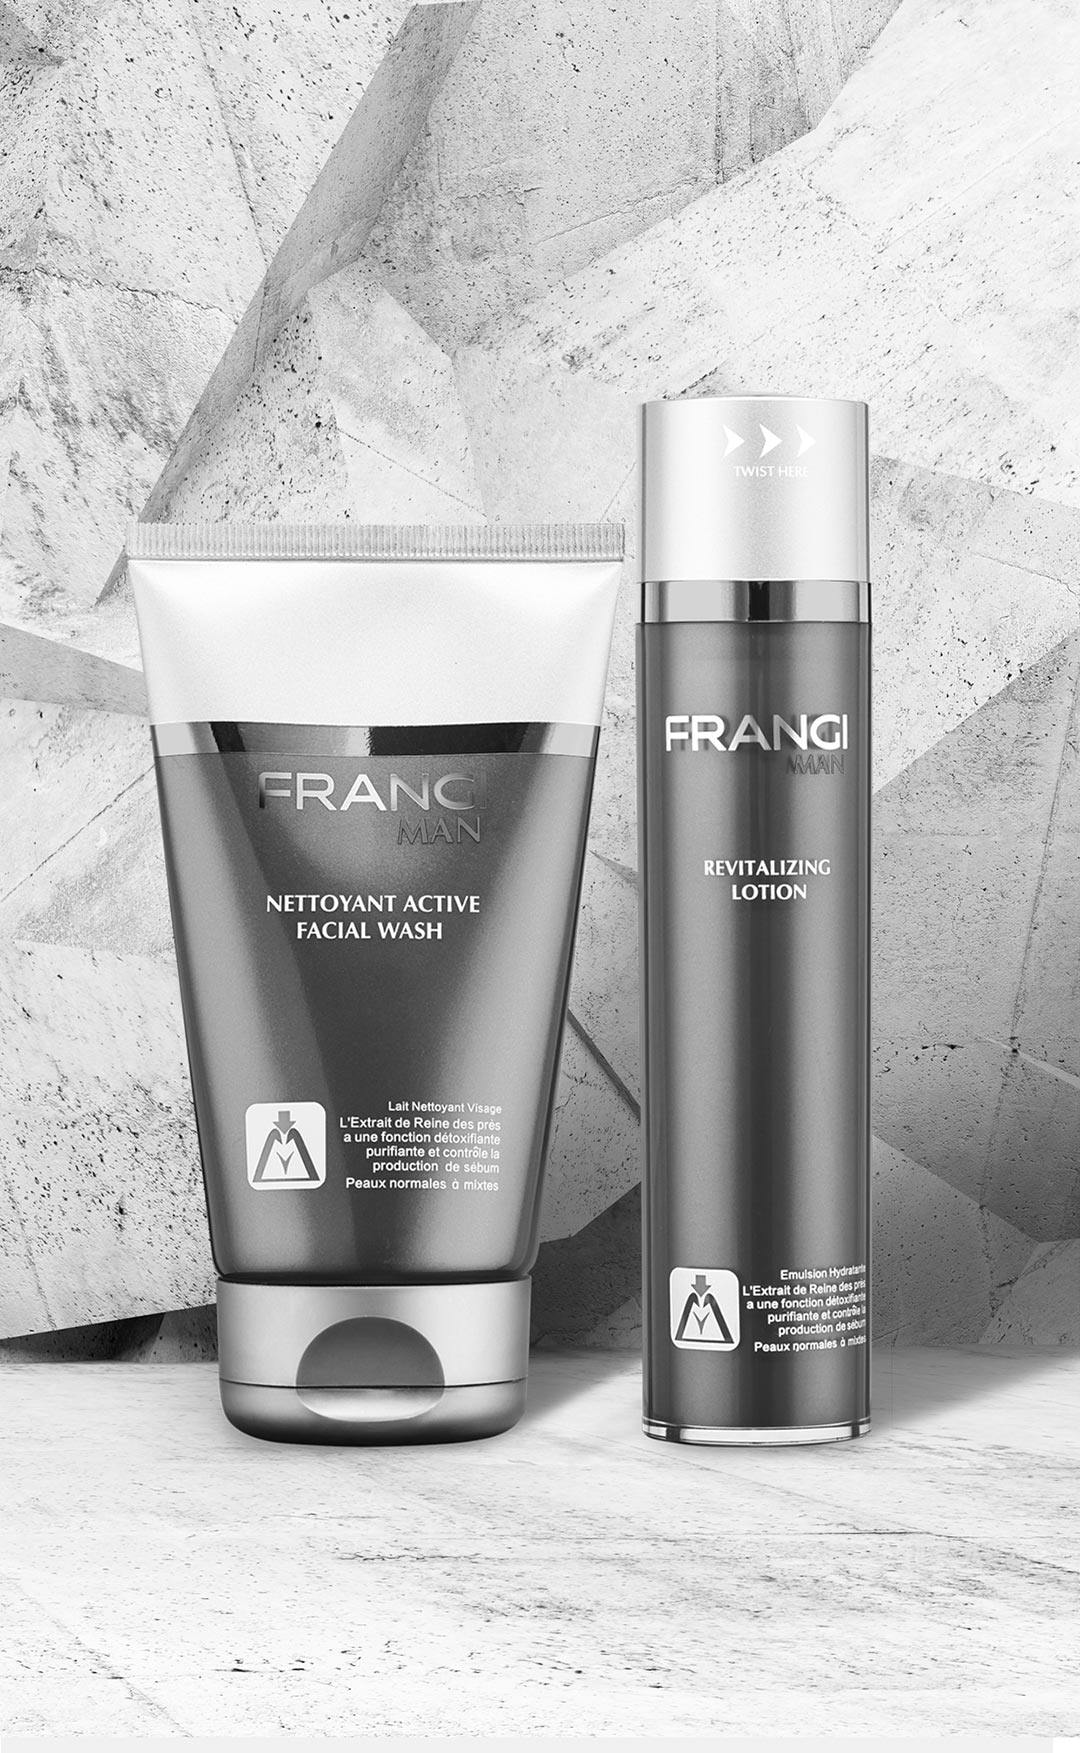 TWIST HERE
FRANGI
MAN
NETTOYANT ACTIVE
FACIAL WASH
Lait Nettoyant Visage
L'Extrait de Reine des près
a une fonction détoxifiante
purifiante et contrôle la
production de sébum
Peaux normales à mixtes
FRANGI
MAN
REVITALIZING
LOTION
Emulsion Hydratante
L'Extrait de Reine des près
a une fonction détoxifiante
purifiante et contrôle la
production de sébum
Peaux normales à mixtes